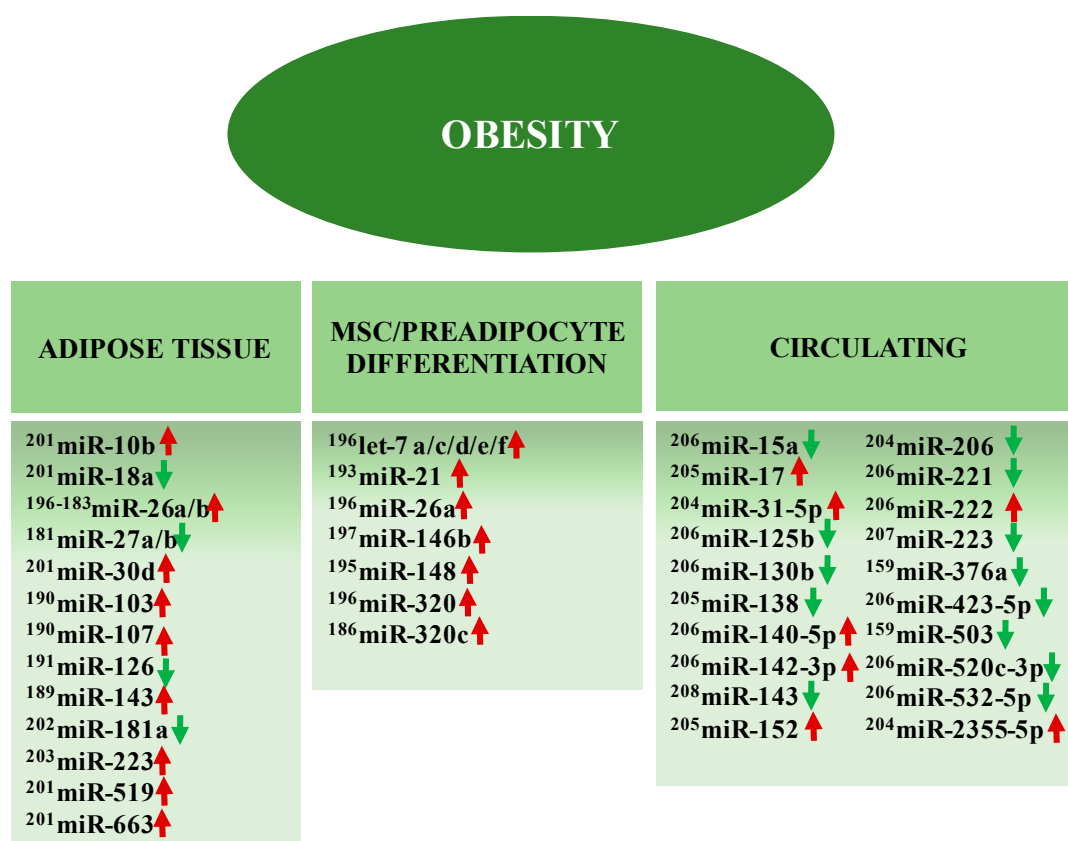 OBESITY
ADIPOSE TISSUE
201miR-10b
201miR-18a
196-183miR-26a/b
181miR-27a/b
201miR-30d
190miR-103
190miR-107
191miR-126
189miR-143
202miR-181a
203miR-223
201miR-519
201miR-663
MSC/PREADIPOCYTE
DIFFERENTIATION
196let-7 a/c/d/e/f
193miR-21
196miR-26a
197miR-146b
195miR-148
196miR-320
186miR-320c
CIRCULATING
206miR-15a
205miR-17
204miR-31-5p
206miR-125b
206miR-130b
205miR-138
206miR-140-5p
206miR-142-3p
208miR-143
205miR-152
204miR-206
206miR-221
206miR-222
207miR-223
159miR-376a
206miR-423-5p
159miR-503
206miR-520c-3p
206miR-532-5p
204miR-2355-5p